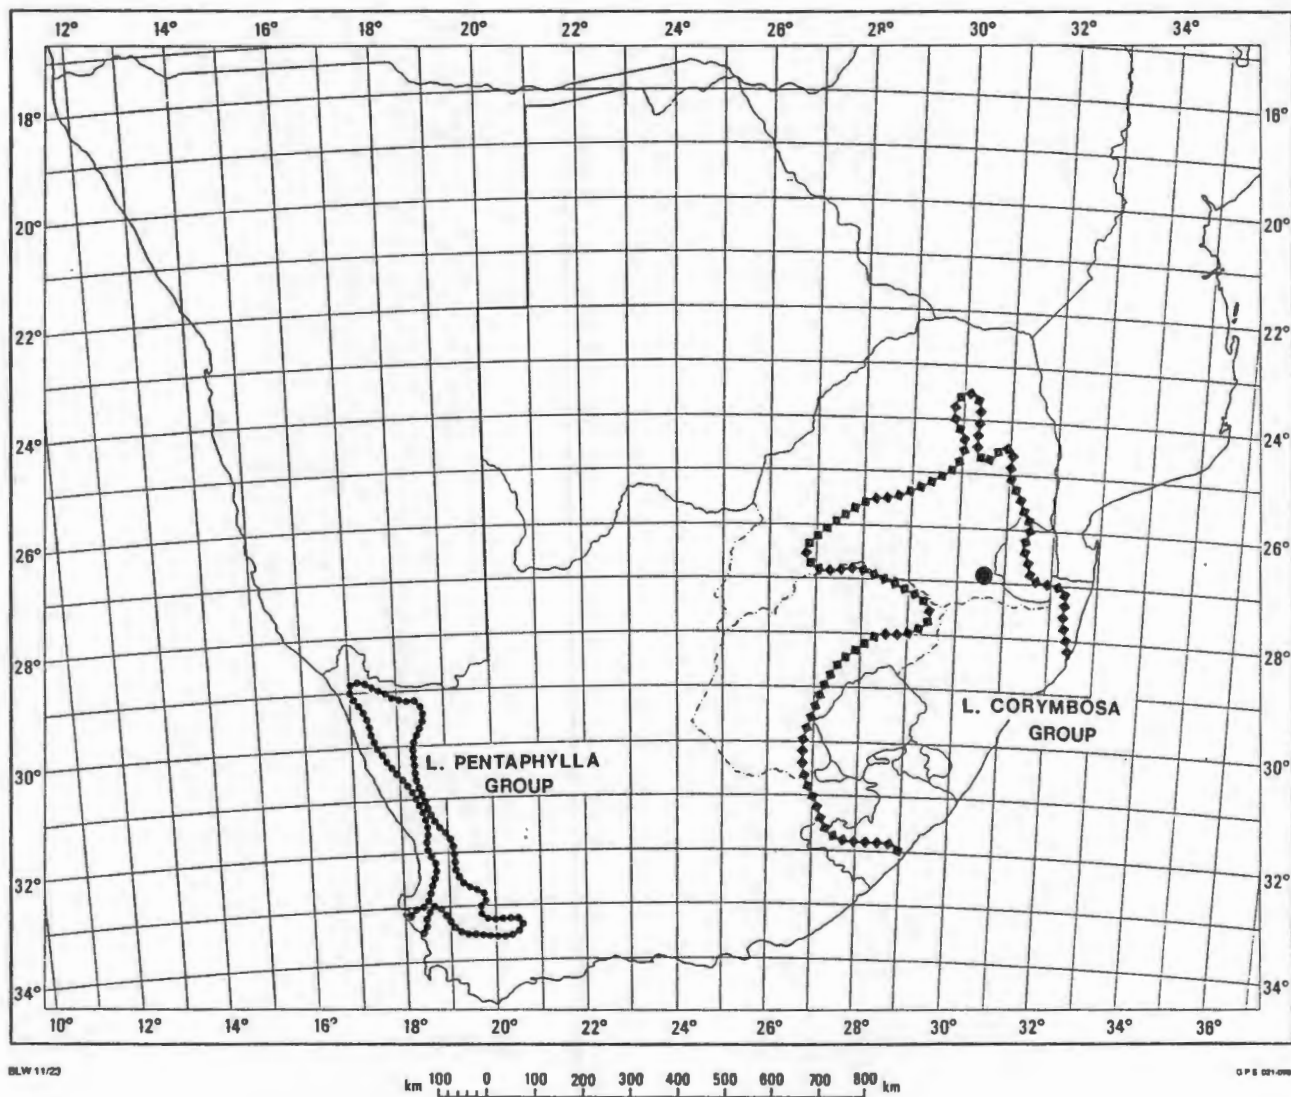 12° 14° 16° 18° 20° 22° 24° 26° 28° 30° 32° 34°
18° 16°
20° 20°
22° 22°
24° 24°
26° 26°
28° 28°
L. CORYMBOSA
GROUP
L. PENTAPHYLLA
GROUP
30° 30°
32° 32°
34° 34°
10° 12° 14° 16° 18° 20° 22° 24° 26° 28° 30° 32° 34° 36°
BLW 11/23
km 100 0 100 200 300 400 500 600 700 800 km